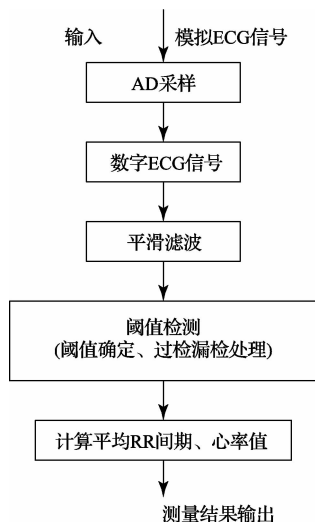 输入 模拟ECG信号
AD采样
数字ECG信号
平滑滤波
阈值检测
(阈值确定、过检漏检处理)
计算平均RR间期、心率值
测量结果输出